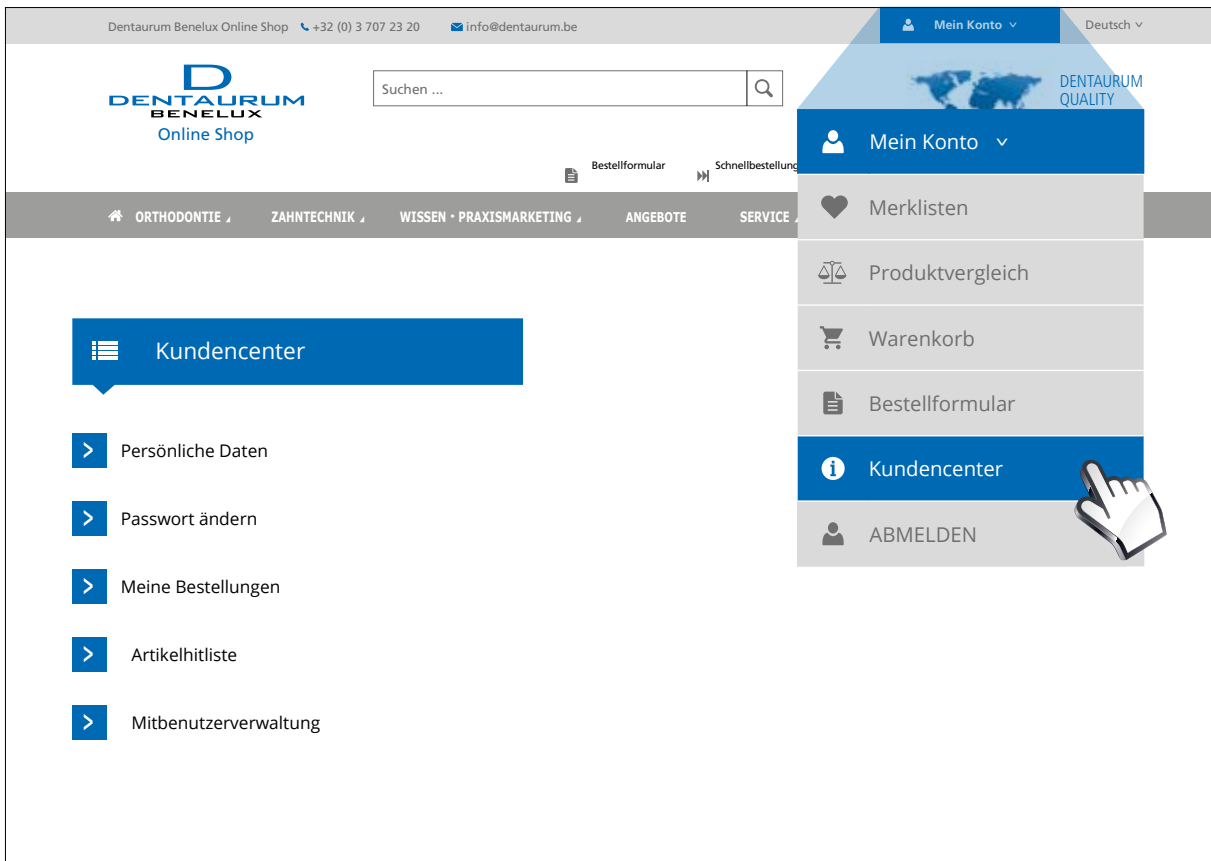 Dentaurum Benelux Online Shop +32 (0) 3 707 23 20 info@dentaurum.be Mein Konto Deutsch
D
DENTAURUM
BENELUX
Online Shop
Suchen ...
DENTAURUM
QUALITY
Bestellformular Schnellbestellung
ORTHODONTIE ZAHNTECHNIK WISSEN • PRAXISMARKETING ANGEBOTE SERVICE
Mein Konto
Merklisten
Produktvergleich
Warenkorb
Bestellformular
Kundencenter
ABMELDEN
Kundencenter
Persönliche Daten
Passwort ändern
Meine Bestellungen
Artikelhitliste
Mitbenutzerverwaltung